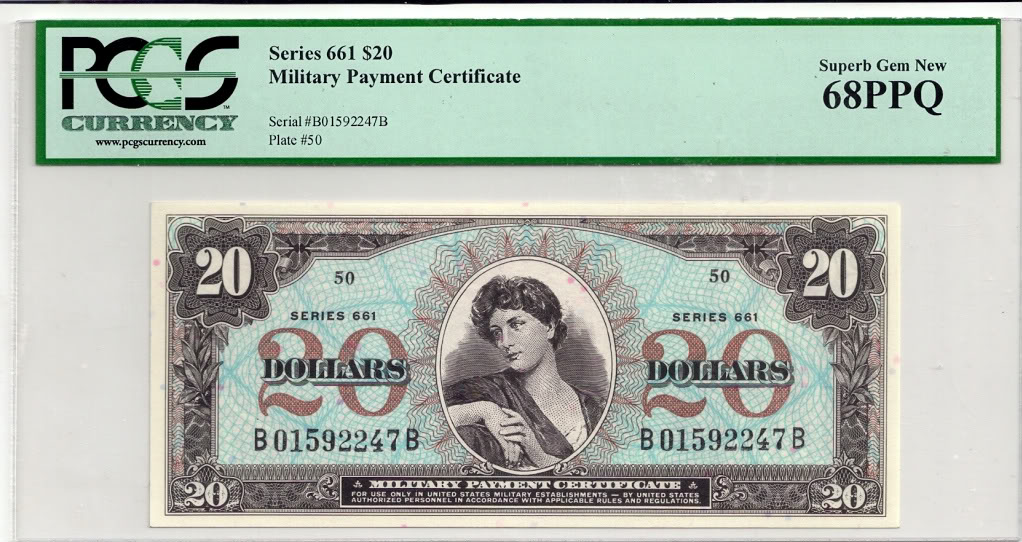 PCGS
™
CURRENCY
www.pcgscurrency.com
Series 661 $20
Military Payment Certificate
Serial #B01592247B
Plate #50
Superb Gem New
68PPQ
20
20
50
50
SERIES 661
SERIES 661
20
DOLLARS
20
DOLLARS
B01592247B
B01592247B
20
20
MILITARY PAYMENT CERTIFICATE
FOR USE ONLY IN UNITED STATES MILITARY ESTABLISHMENTS — BY UNITED STATES
AUTHORIZED PERSONNEL IN ACCORDANCE WITH APPLICABLE RULES AND REGULATIONS.